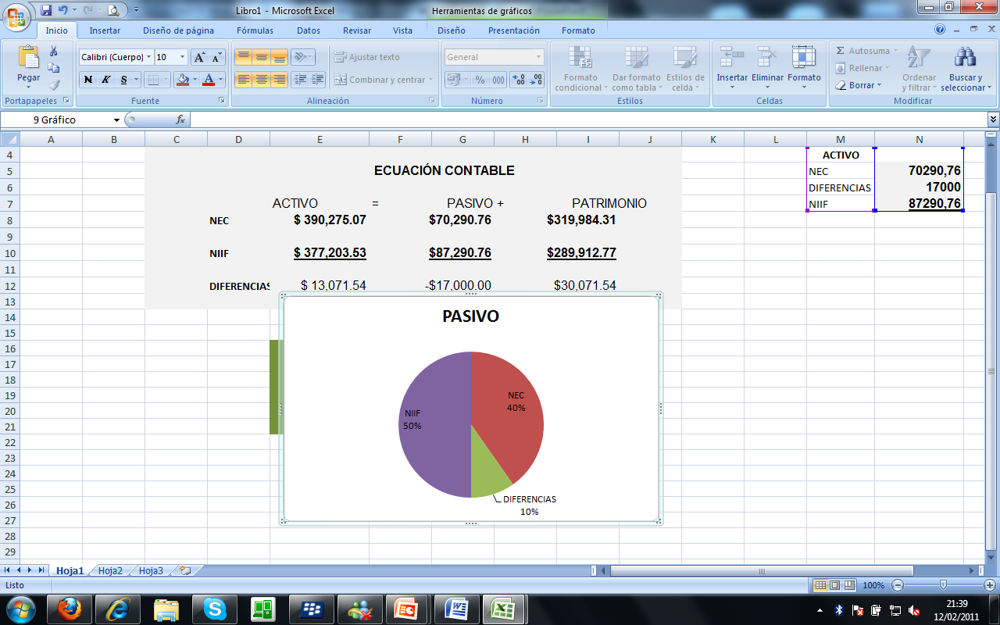 Libro1 - Microsoft Excel
Herramientas de gráficos
Inicio Insertar Diseño de página Fórmulas Datos Revisar Vista Diseño Presentación Formato
Pegar
Portapapeles
Calibri (Cuerpo) 10 A A
N K S A
Fuente
Ajustar texto
Combinar y centrar
Alineación
General
% 000 ,00 ,00
Número
Formato condicional
Dar formato como tabla
Estilos de celda
Estilos
Insertar Eliminar Formato
Celdas
Σ Autosuma
Rellenar
Borrar
Ordenar y filtrar
Buscar y seleccionar
Modificar
9 Gráfico fx
A B C D E F G H I J K L M N
4 ACTIVO
5 ECUACIÓN CONTABLE NEC 70290,76
6 DIFERENCIAS 17000
7 ACTIVO = PASIVO + PATRIMONIO NIIF 87290,76
8 NEC $ 390,275.07 $70,290.76 $319,984.31
9
10 NIIF $ 377,203.53 $87,290.76 $289,912.77
11
12 DIFERENCIAS $ 13,071.54 -$17,000.00 $30,071.54
13
14 PASIVO
15
16
17
18
19 NEC
20 40%
NIIF
21 50%
22
23
24
25
26 DIFERENCIAS
27 10%
28
29
Hoja1 Hoja2 Hoja3
Listo 100%
21:39
12/02/2011